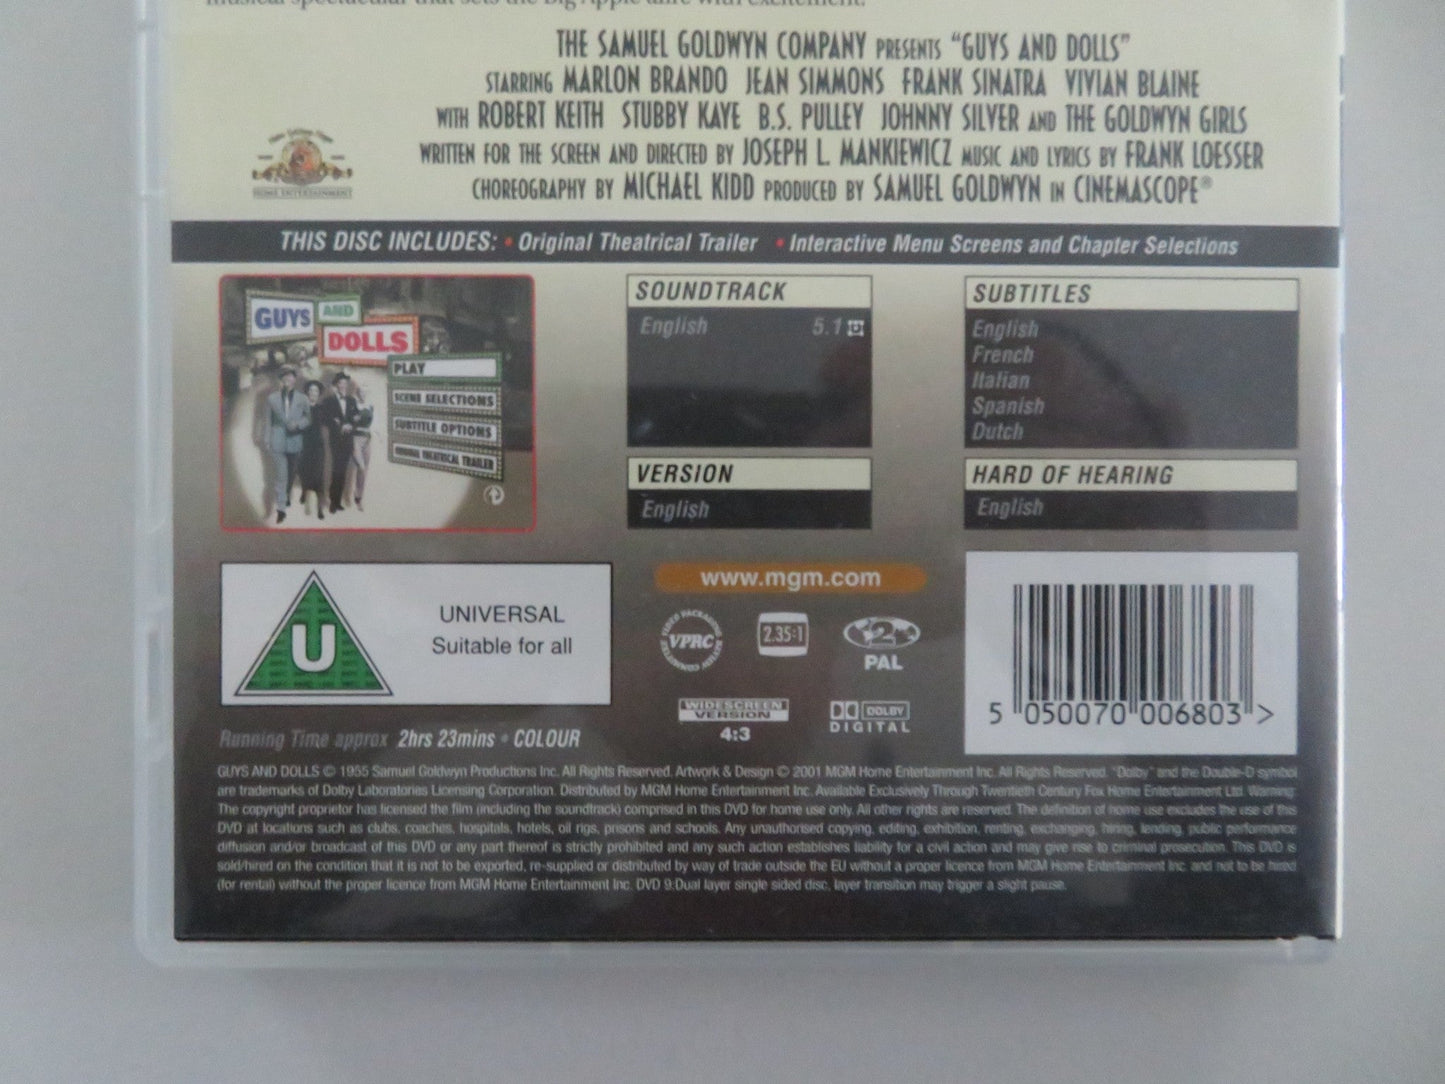 musical spectacular that sets the Big Apple alive with excitement.
THE SAMUEL GOLDWYN COMPANY PRESENTS "GUYS AND DOLLS"
STARRING MARLON BRANDO JEAN SIMMONS FRANK SINATRA VIVIAN BLAINE
WITH ROBERT KEITH STUBBY KAYE B.S. PULLEY JOHNNY SILVER AND THE GOLDWYN GIRLS
WRITTEN FOR THE SCREEN AND DIRECTED BY JOSEPH L. MANKIEWICZ MUSIC AND LYRICS BY FRANK LOESSER
CHOREOGRAPHY BY MICHAEL KIDD PRODUCED BY SAMUEL GOLDWYN IN CINEMASCOPE®
HOME ENTERTAINMENT
THIS DISC INCLUDES: • Original Theatrical Trailer • Interactive Menu Screens and Chapter Selections
GUYS AND
DOLLS
PLAY
SCENE SELECTIONS
SUBTITLE OPTIONS
ORIGINAL THEATRICAL TRAILER
SOUNDTRACK
English 5.1
VERSION
English
SUBTITLES
English
French
Italian
Spanish
Dutch
HARD OF HEARING
English
U
UNIVERSAL
Suitable for all
www.mgm.com
VIDEO PACKAGING REVIEW COMMITTEE
VPRC
2.35:1
2
PAL
WIDESCREEN
VERSION
4:3
DOLBY
DIGITAL
5 050070 006803 >
Running Time approx 2hrs 23mins • COLOUR
GUYS AND DOLLS © 1955 Samuel Goldwyn Productions Inc. All Rights Reserved. Artwork & Design © 2001 MGM Home Entertainment Inc. All Rights Reserved. "Dolby" and the Double-D symbol
are trademarks of Dolby Laboratories Licensing Corporation. Distributed by MGM Home Entertainment Inc. Available Exclusively Through Twentieth Century Fox Home Entertainment Ltd. Warning:
The copyright proprietor has licensed the film (including the soundtrack) comprised in this DVD for home use only. All other rights are reserved. The definition of home use excludes the use of this
DVD at locations such as clubs, coaches, hospitals, hotels, oil rigs, prisons and schools. Any unauthorised copying, editing, exhibition, renting, exchanging, hiring, lending, public performance
diffusion and/or broadcast of this DVD or any part thereof is strictly prohibited and any such action establishes liability for a civil action and may give rise to criminal prosecution. This DVD is
sold/hired on the condition that it is not to be exported, re-supplied or distributed by way of trade outside the EU without a proper licence from MGM Home Entertainment Inc. and not to be hired
(for rental) without the proper licence from MGM Home Entertainment Inc. DVD 9:Dual layer single sided disc, layer transition may trigger a slight pause.